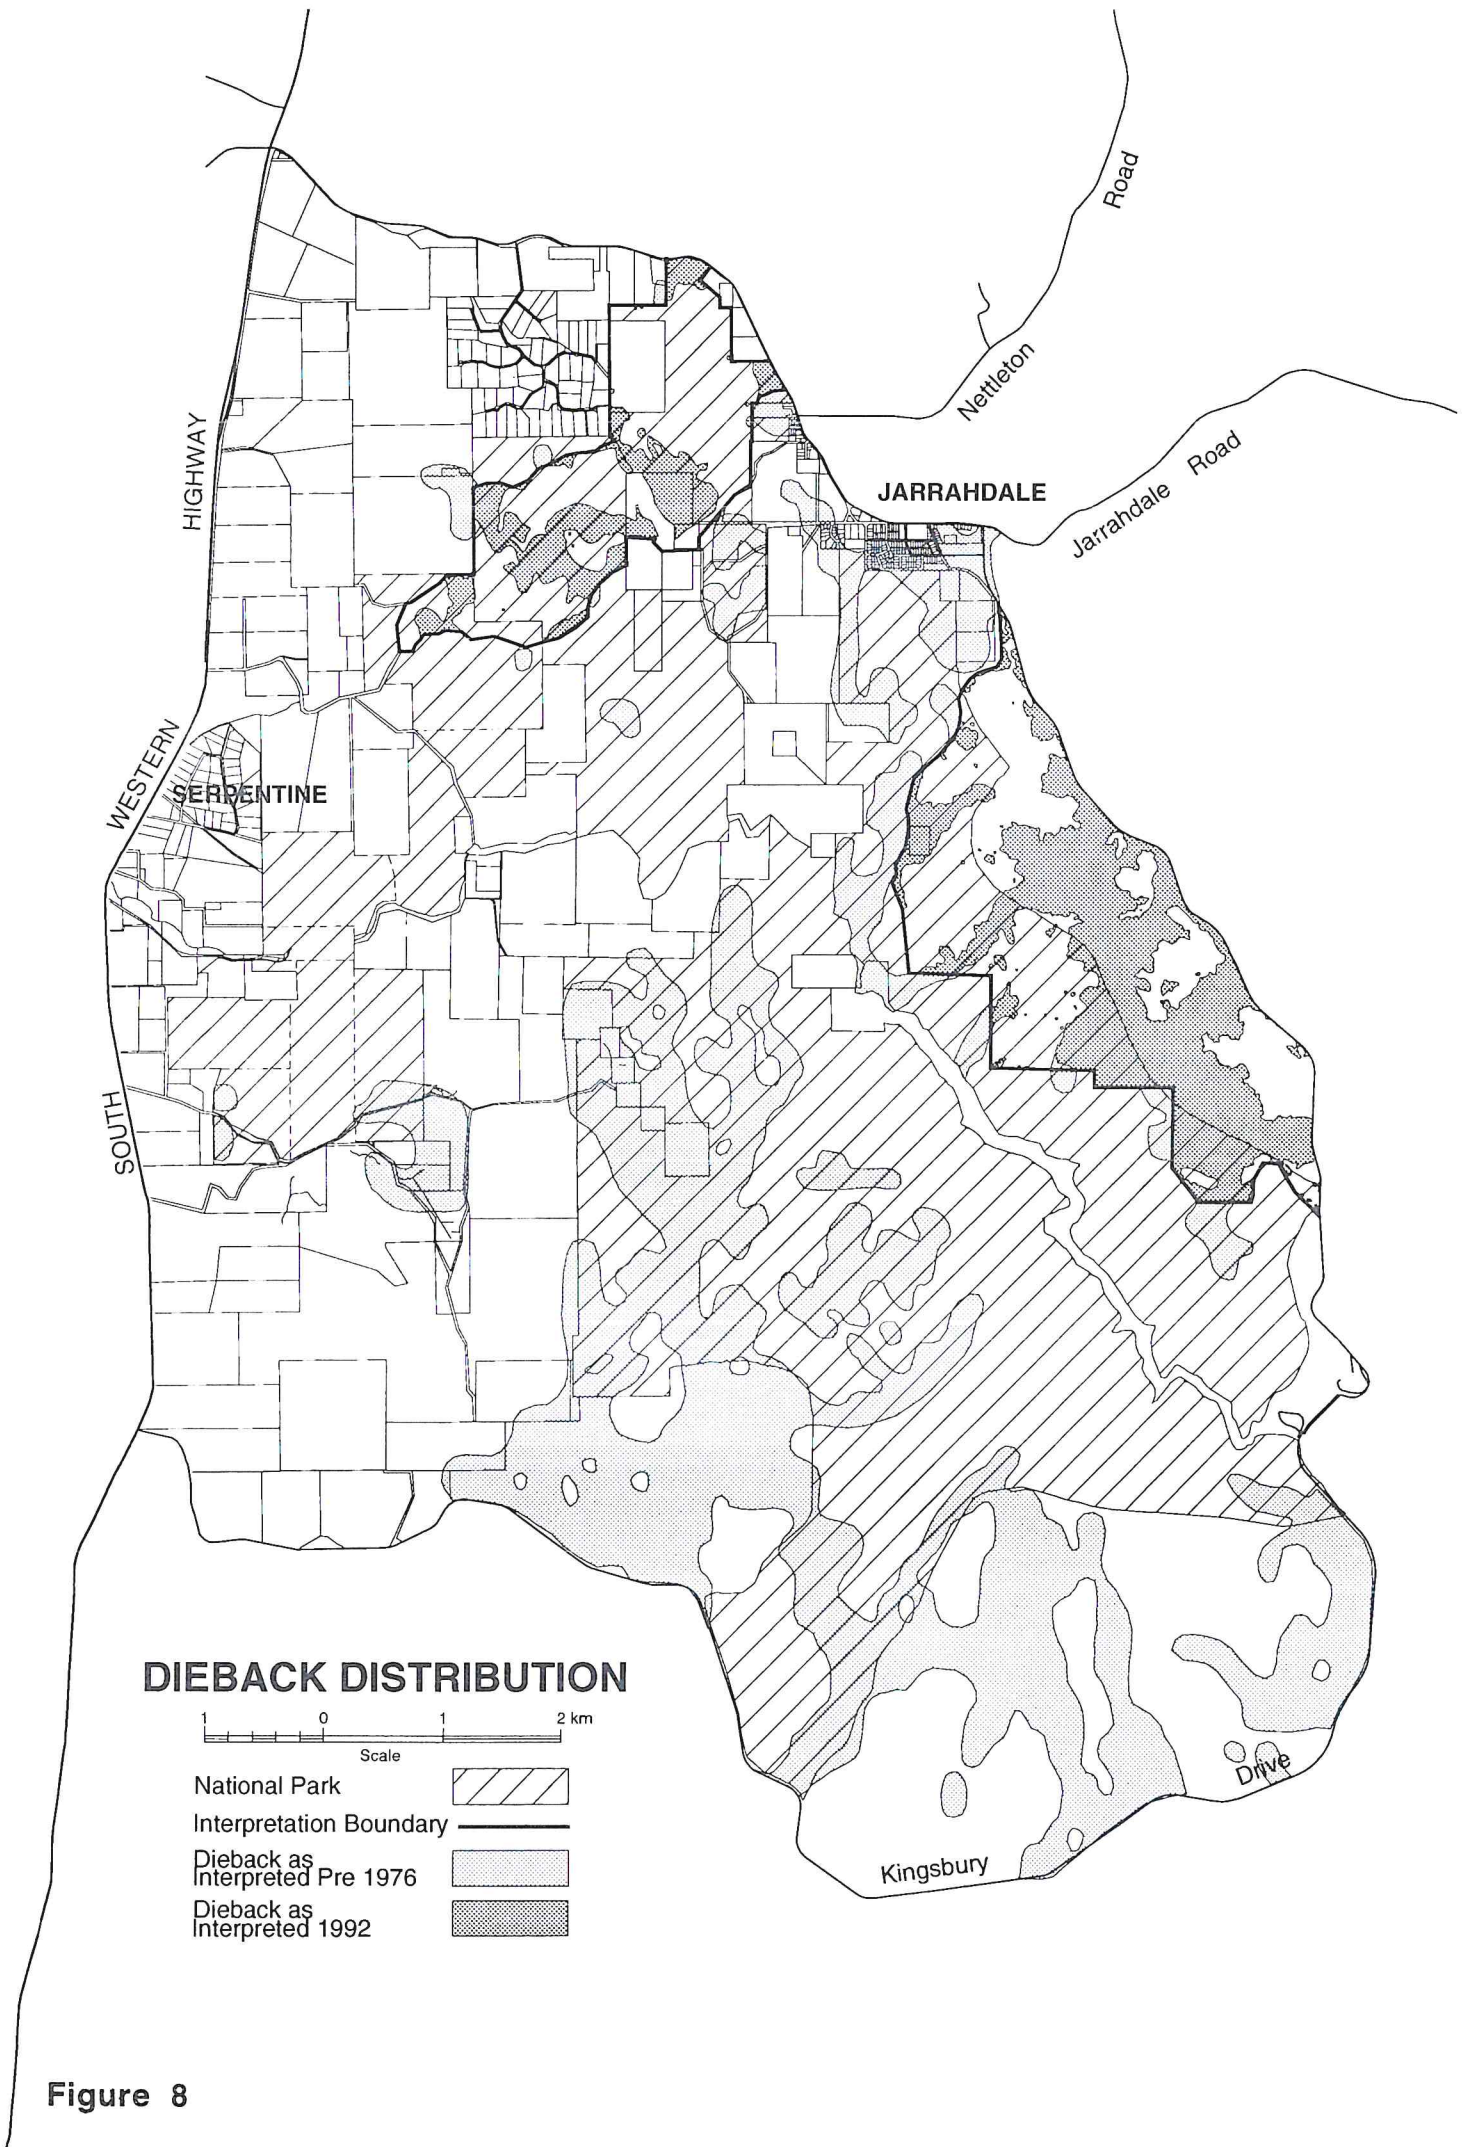 Road
Nettleton
Jarrahdale Road
HIGHWAY
JARRAHDALE
WESTERN
SERPENTINE
SOUTH
DIEBACK DISTRIBUTION
1 0 1 2 km
Scale
National Park
Interpretation Boundary
Dieback as
Interpreted Pre 1976
Dieback as
Interpreted 1992
Drive
Kingsbury
Figure 8